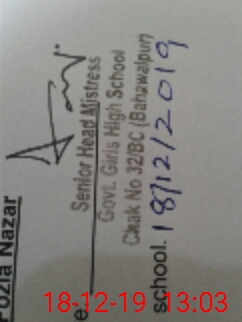 Fozia Nazar
Senior Head Mistress
Govt. Girls High School
Chak No 32/BC (Bahawalpur)
school. 18/12/2019
18-12-19 13:03